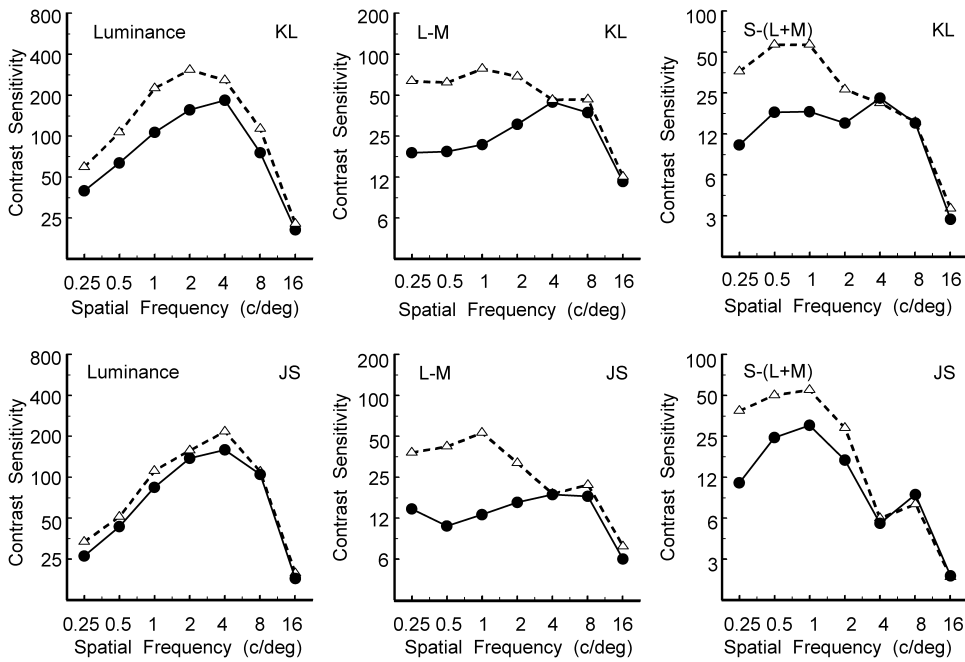 Luminance KL
Contrast Sensitivity
800
400
200
100
50
25
0.25 0.5 1 2 4 8 16
Spatial Frequency (c/deg)
L-M KL
Contrast Sensitivity
200
100
50
25
12
6
0.25 0.5 1 2 4 8 16
Spatial Frequency (c/deg)
S-(L+M) KL
Contrast Sensitivity
100
50
25
12
6
3
0.25 0.5 1 2 4 8 16
Spatial Frequency (c/deg)
Luminance JS
Contrast Sensitivity
800
400
200
100
50
25
0.25 0.5 1 2 4 8 16
Spatial Frequency (c/deg)
L-M JS
Contrast Sensitivity
200
100
50
25
12
6
0.25 0.5 1 2 4 8 16
Spatial Frequency (c/deg)
S-(L+M) JS
Contrast Sensitivity
100
50
25
12
6
3
0.25 0.5 1 2 4 8 16
Spatial Frequency (c/deg)